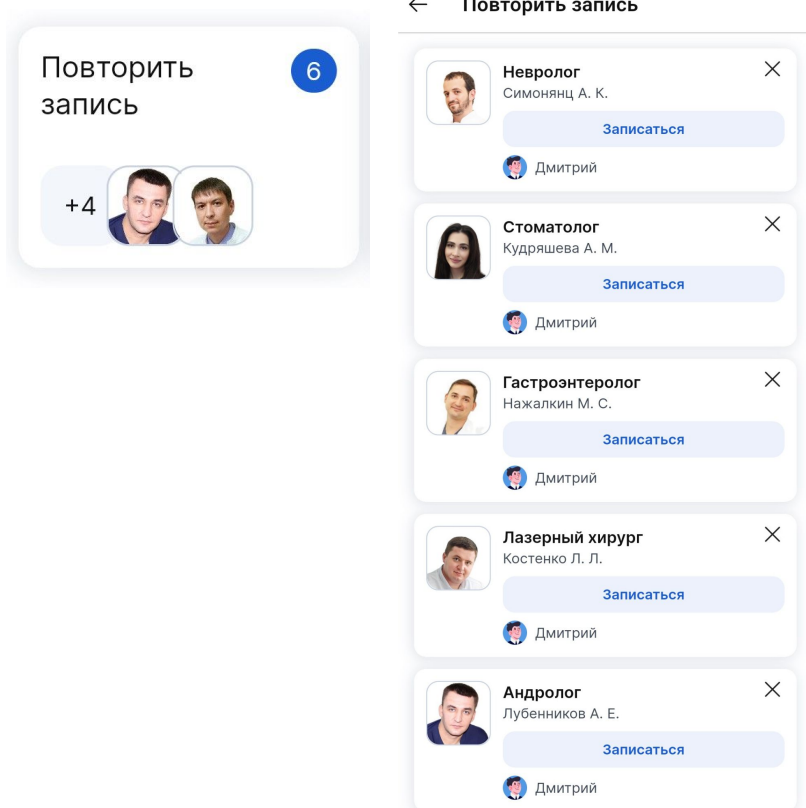 Повторить
запись
6
+4
Повторить запись
Невролог
Симонянц А. К.
Записаться
Дмитрий
Стоматолог
Кудряшева А. М.
Записаться
Дмитрий
Гастроэнтеролог
Нажалкин М. С.
Записаться
Дмитрий
Лазерный хирург
Костенко Л. Л.
Записаться
Дмитрий
Андролог
Лубенников А. Е.
Записаться
Дмитрий